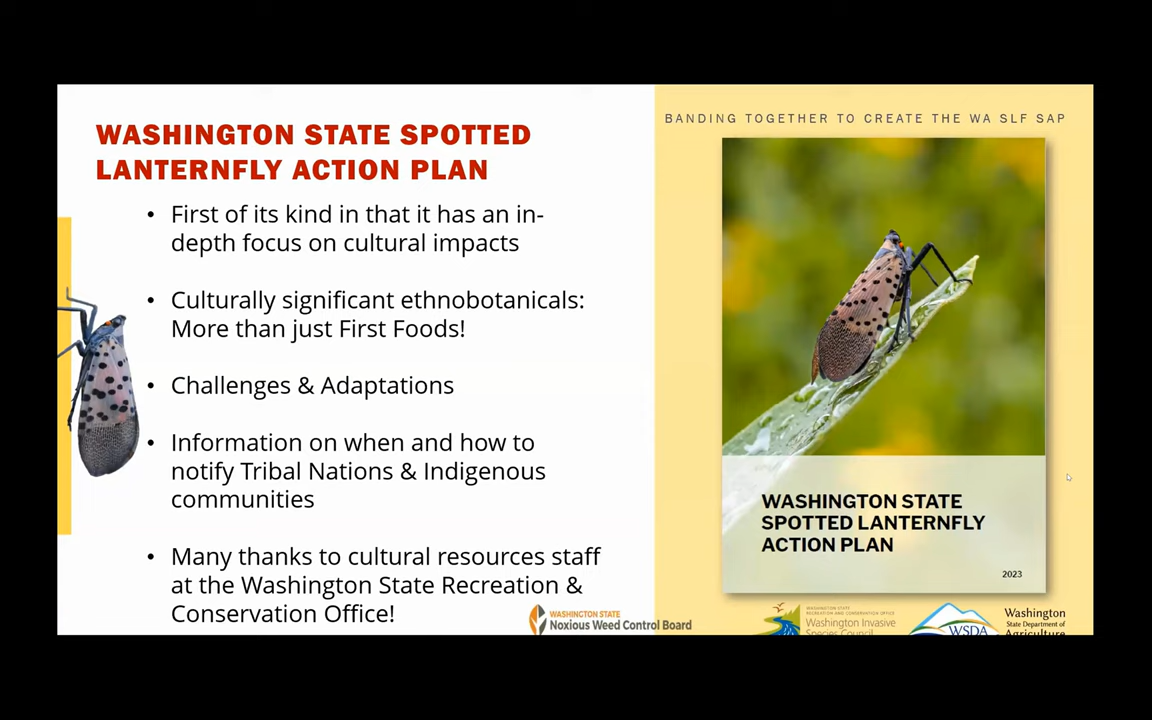 WASHINGTON STATE SPOTTED
LANTERNFLY ACTION PLAN
• First of its kind in that it has an in-
depth focus on cultural impacts
• Culturally significant ethnobotanicals:
More than just First Foods!
• Challenges & Adaptations
• Information on when and how to
notify Tribal Nations & Indigenous
communities
• Many thanks to cultural resources staff
at the Washington State Recreation &
Conservation Office!
WASHINGTON STATE
Noxious Weed Control Board
BANDING TOGETHER TO CREATE THE WA SLF SAP
WASHINGTON STATE
SPOTTED LANTERNFLY
ACTION PLAN
2023
WASHINGTON STATE
RECREATION AND CONSERVATION OFFICE
Washington Invasive
Species Council
WSDA
Washington
State Department of
Agriculture